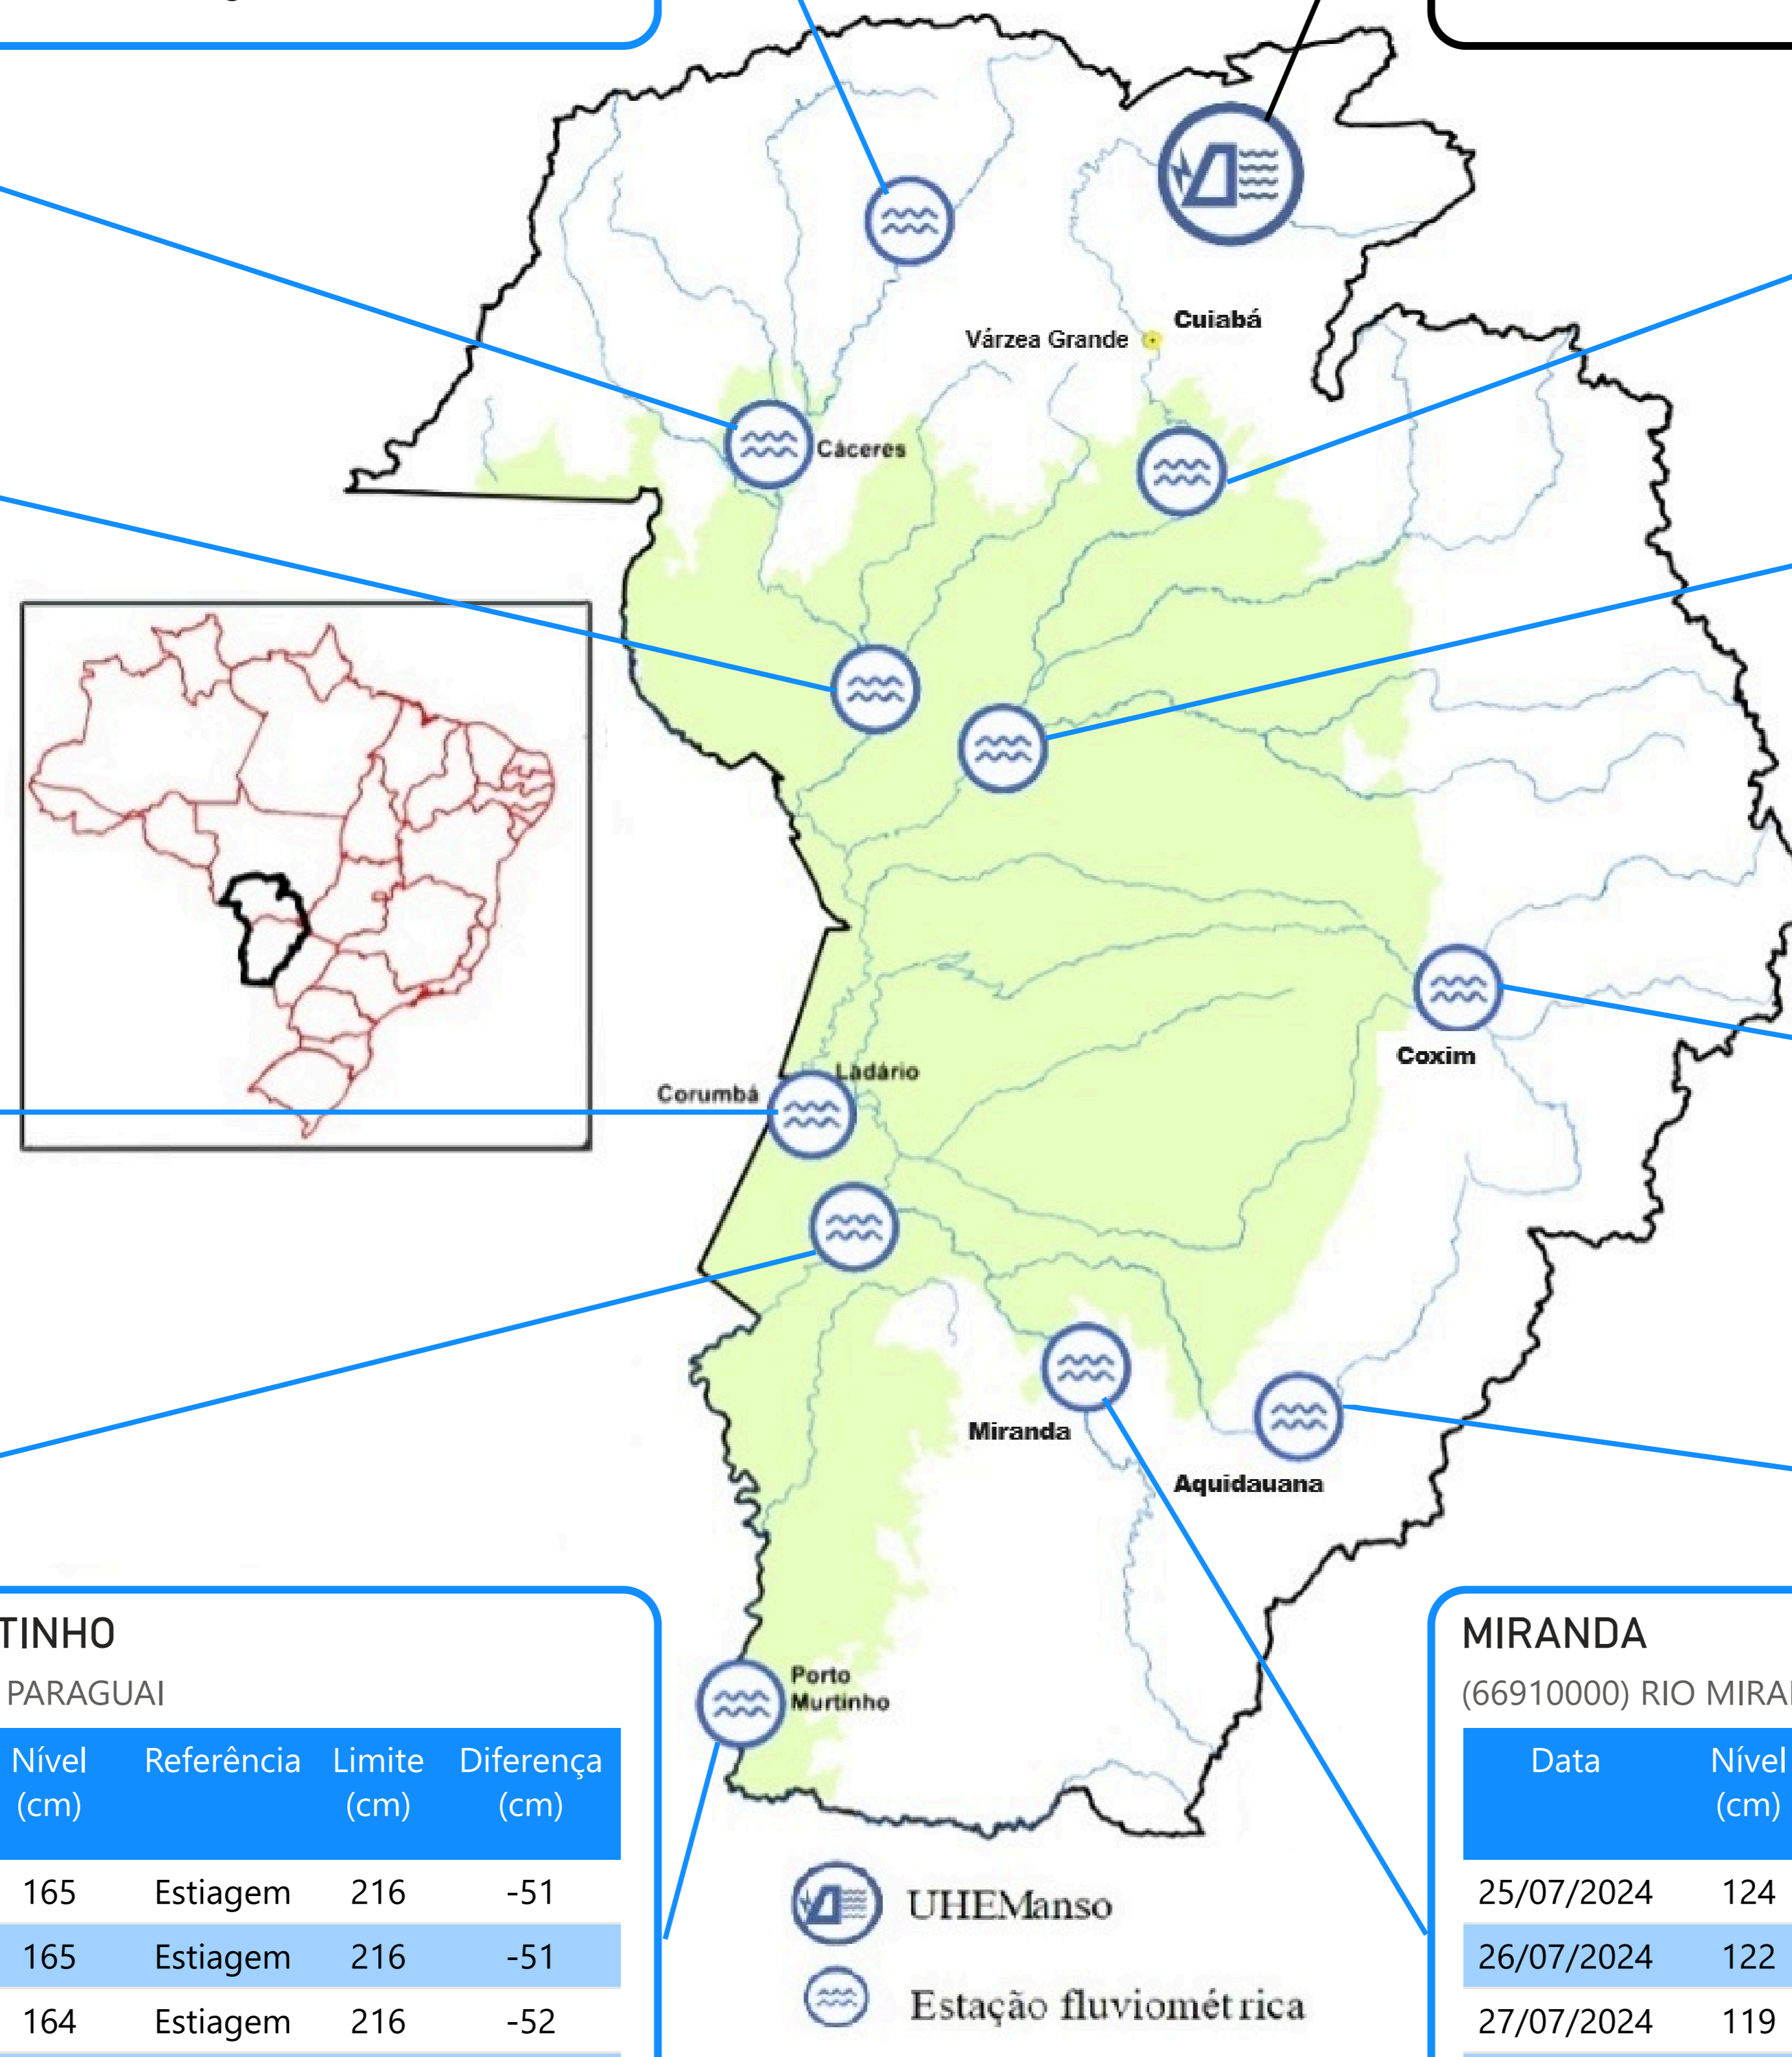 Cuiabá
Várzea Grande
Cáceres
Coxim
Ladário
Corumbá
Miranda
Aquidauana
Porto
Murtinho
TINHO
PARAGUAI
Nível (cm) Referência Limite (cm) Diferença (cm)
165 Estiagem 216 -51
165 Estiagem 216 -51
164 Estiagem 216 -52
UHEManso
Estação fluviométrica
MIRANDA
(66910000) RIO MIRA
Data Nível (cm)
25/07/2024 124
26/07/2024 122
27/07/2024 119